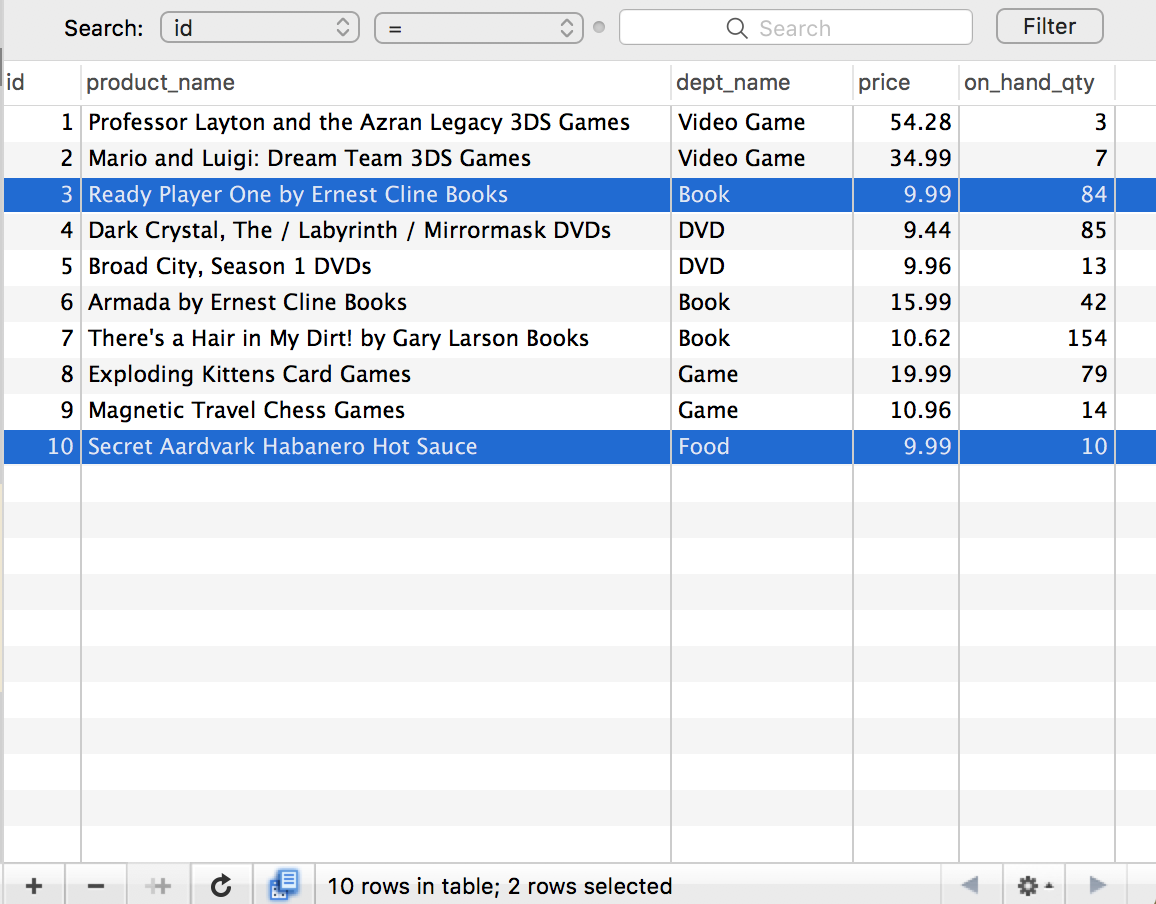 Search: id = Search Filter
id product_name dept_name price on_hand_qty
1 Professor Layton and the Azran Legacy 3DS Games Video Game 54.28 3
2 Mario and Luigi: Dream Team 3DS Games Video Game 34.99 7
3 Ready Player One by Ernest Cline Books Book 9.99 84
4 Dark Crystal, The / Labyrinth / Mirrormask DVDs DVD 9.44 85
5 Broad City, Season 1 DVDs DVD 9.96 13
6 Armada by Ernest Cline Books Book 15.99 42
7 There's a Hair in My Dirt! by Gary Larson Books Book 10.62 154
8 Exploding Kittens Card Games Game 19.99 79
9 Magnetic Travel Chess Games Game 10.96 14
10 Secret Aardvark Habanero Hot Sauce Food 9.99 10
10 rows in table; 2 rows selected